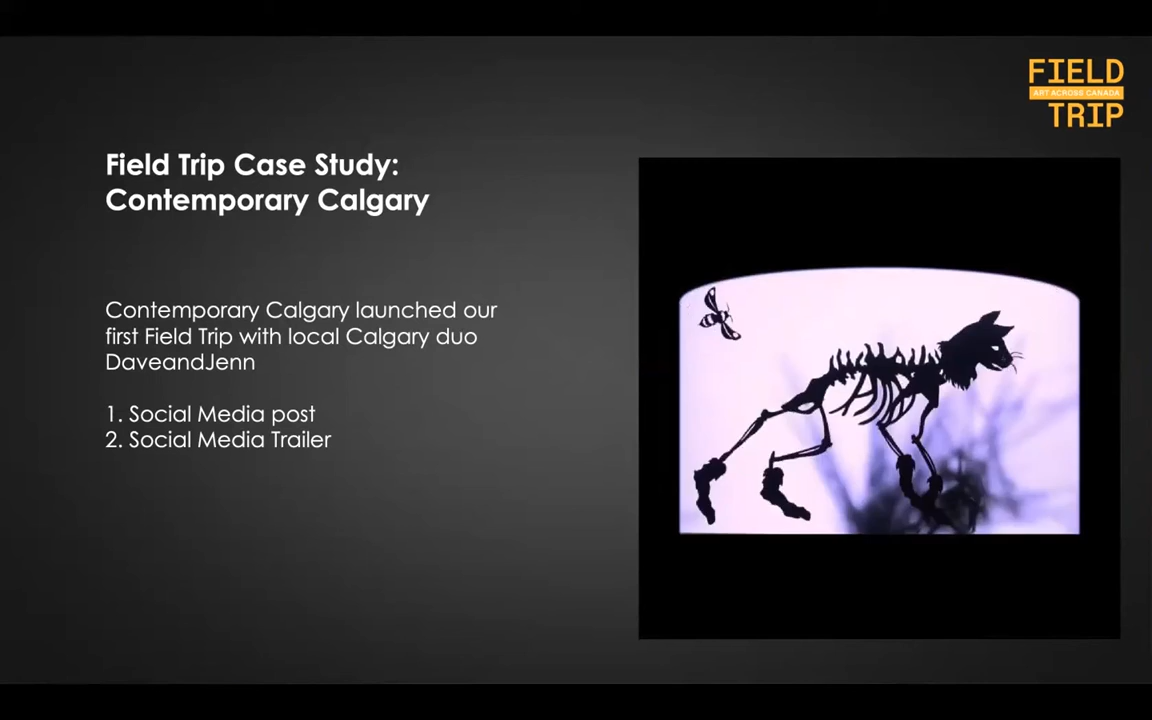 FIELD
ART ACROSS CANADA
TRIP
Field Trip Case Study:
Contemporary Calgary
Contemporary Calgary launched our
first Field Trip with local Calgary duo
DaveandJenn
1. Social Media post
2. Social Media Trailer